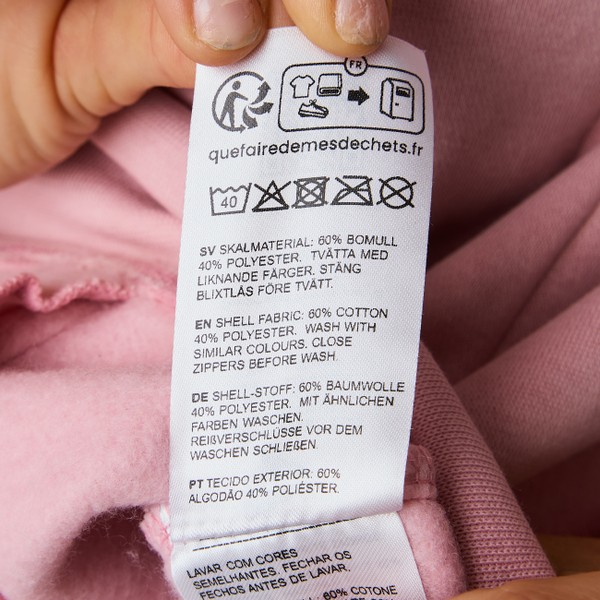 FR
quefairedemesdechets.fr
40
SV SKALMATERIAL: 60% BOMULL
40% POLYESTER. TVÄTTA MED
LIKNANDE FÄRGER. STÄNG
BLIXTLÅS FÖRE TVÄTT.
EN SHELL FABRIC: 60% COTTON
40% POLYESTER. WASH WITH
SIMILAR COLOURS. CLOSE
ZIPPERS BEFORE WASH.
DE SHELL-STOFF: 60% BAUMWOLLE
40% POLYESTER. MIT ÄHNLICHEN
FARBEN WASCHEN.
REIßVERSCHLÜSSE VOR DEM
WASCHEN SCHLIEßEN.
PT TECIDO EXTERIOR: 60%
ALGODÃO 40% POLIÉSTER.
LAVAR COM CORES
SEMELHANTES. FECHAR OS
FECHOS ANTES DE LAVAR.
60% COTONE